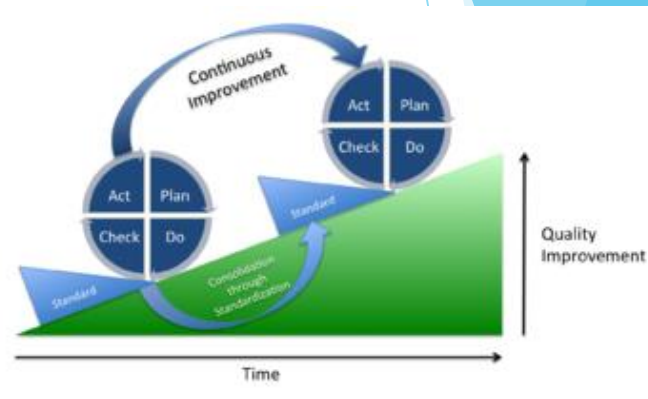 Continuous
Improvement
Act
Plan
Check
Do
Act
Plan
Check
Do
Standard
Standard
Consolidation
through
Standardization
Quality
Improvement
Time